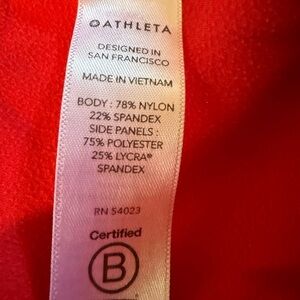 ATHLETA
DESIGNED IN
SAN FRANCISCO
MADE IN VIETNAM
BODY : 78% NYLON
22% SPANDEX
SIDE PANELS :
75% POLYESTER
25% LYCRA®
SPANDEX
RN 54023
Certified
B